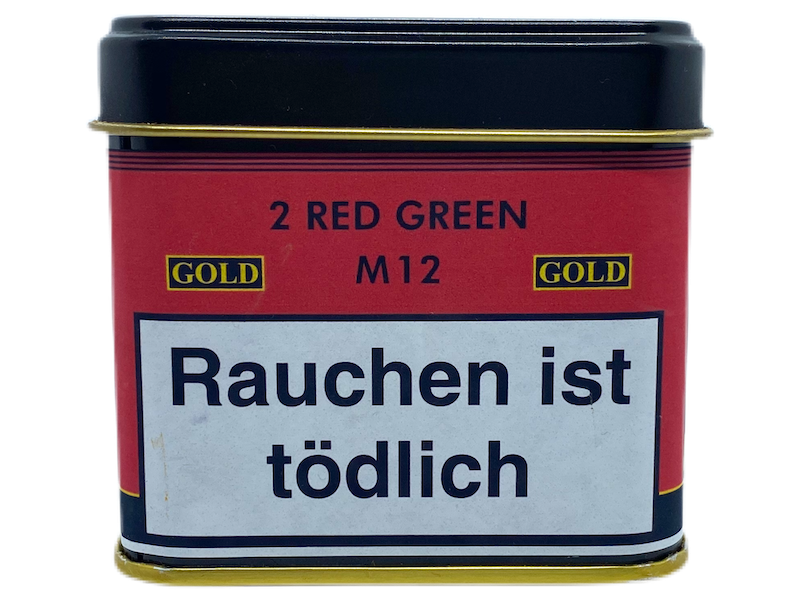 2 RED GREEN
GOLD M12 GOLD
Rauchen ist
tödlich